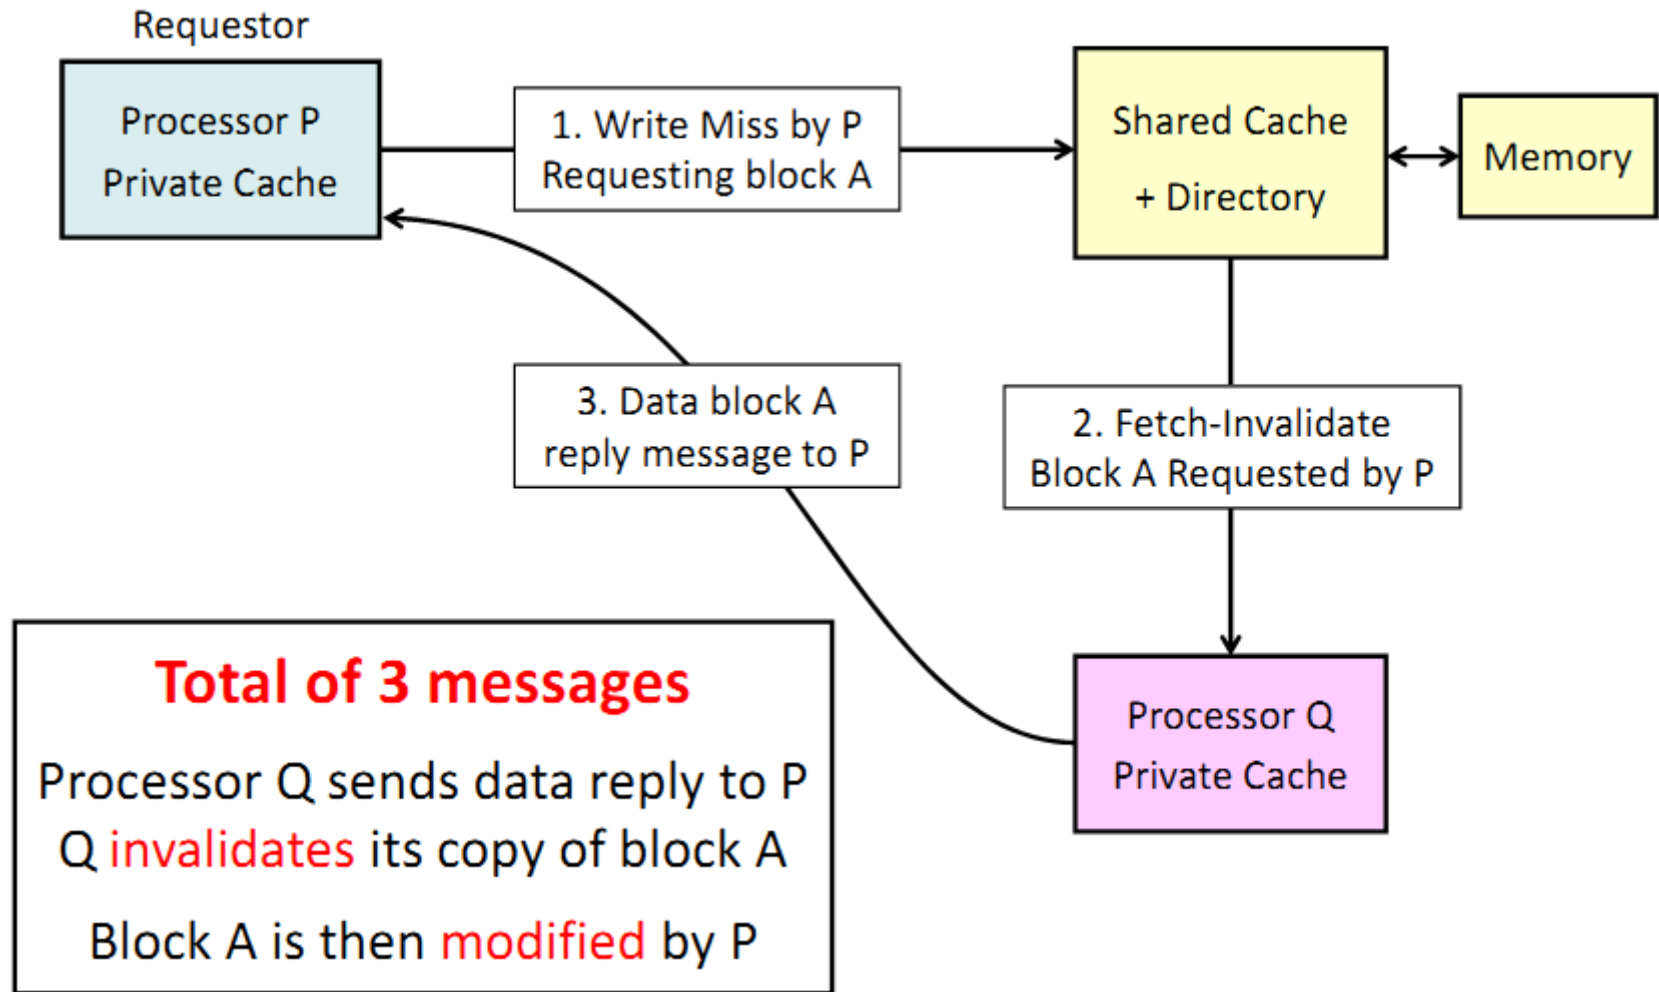 Requestor
Processor P
Private Cache
1. Write Miss by P
Requesting block A
Shared Cache
+ Directory
Memory
3. Data block A
reply message to P
2. Fetch-Invalidate
Block A Requested by P
Total of 3 messages
Processor Q sends data reply to P
Q invalidates its copy of block A
Block A is then modified by P
Processor Q
Private Cache